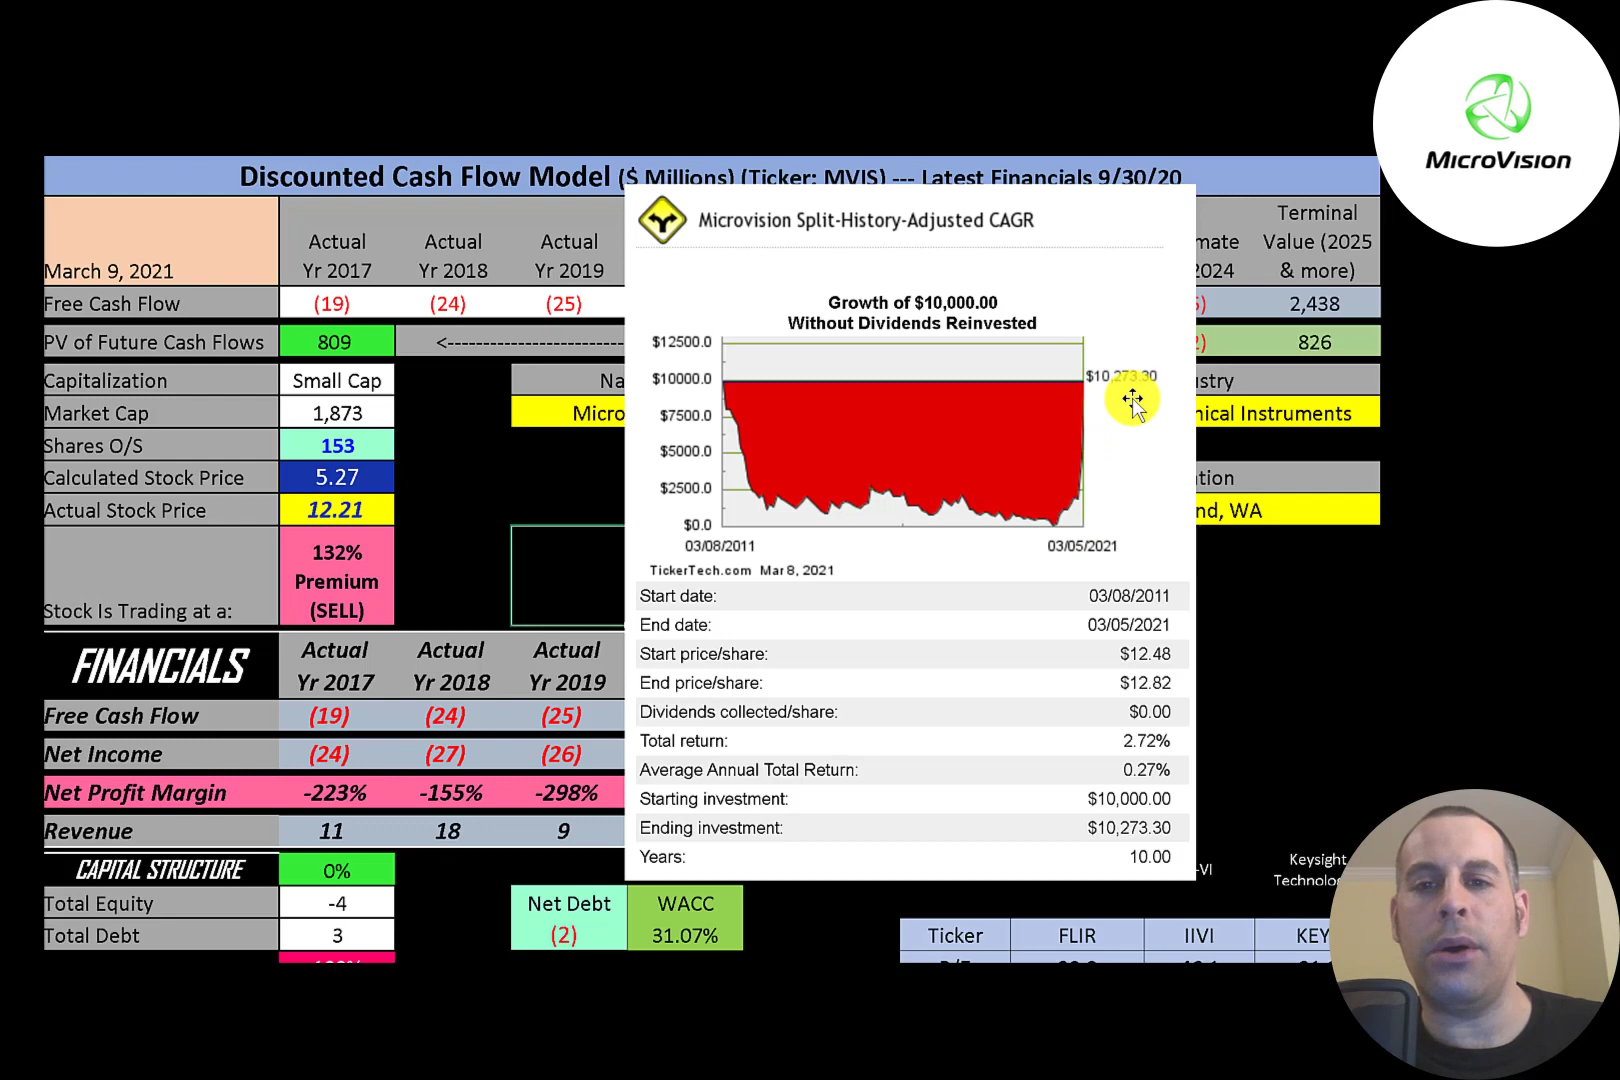 MicroVision
Discounted Cash Flow Model ($ Millions) (Ticker: MVIS) --- Latest Financials 9/30/20
March 9, 2021
Actual Yr 2017
Actual Yr 2018
Actual Yr 2019
2024
Terminal Value (2025 & more)
Free Cash Flow (19) (24) (25) 2,438
PV of Future Cash Flows 809 <---------------------- 826
Capitalization Small Cap
Market Cap 1,873
Shares O/S 153
Calculated Stock Price 5.27
Actual Stock Price 12.21
Stock Is Trading at a: 132% Premium (SELL)
Instruments
WA
Microvision Split-History-Adjusted CAGR
Growth of $10,000.00
Without Dividends Reinvested
$12500.0
$10000.0
$10,273.30
$7500.0
$5000.0
$2500.0
$0.0
03/08/2011 03/05/2021
TickerTech.com Mar 8, 2021
Start date: 03/08/2011
End date: 03/05/2021
Start price/share: $12.48
End price/share: $12.82
Dividends collected/share: $0.00
Total return: 2.72%
Average Annual Total Return: 0.27%
Starting investment: $10,000.00
Ending investment: $10,273.30
Years: 10.00
FINANCIALS
Actual Yr 2017
Actual Yr 2018
Actual Yr 2019
Free Cash Flow (19) (24) (25)
Net Income (24) (27) (26)
Net Profit Margin -223% -155% -298%
Revenue 11 18 9
CAPITAL STRUCTURE 0%
Total Equity -4
Total Debt 3
Net Debt WACC
(2) 31.07%
-VI
Keysight
Ticker FLIR IIVI KEY